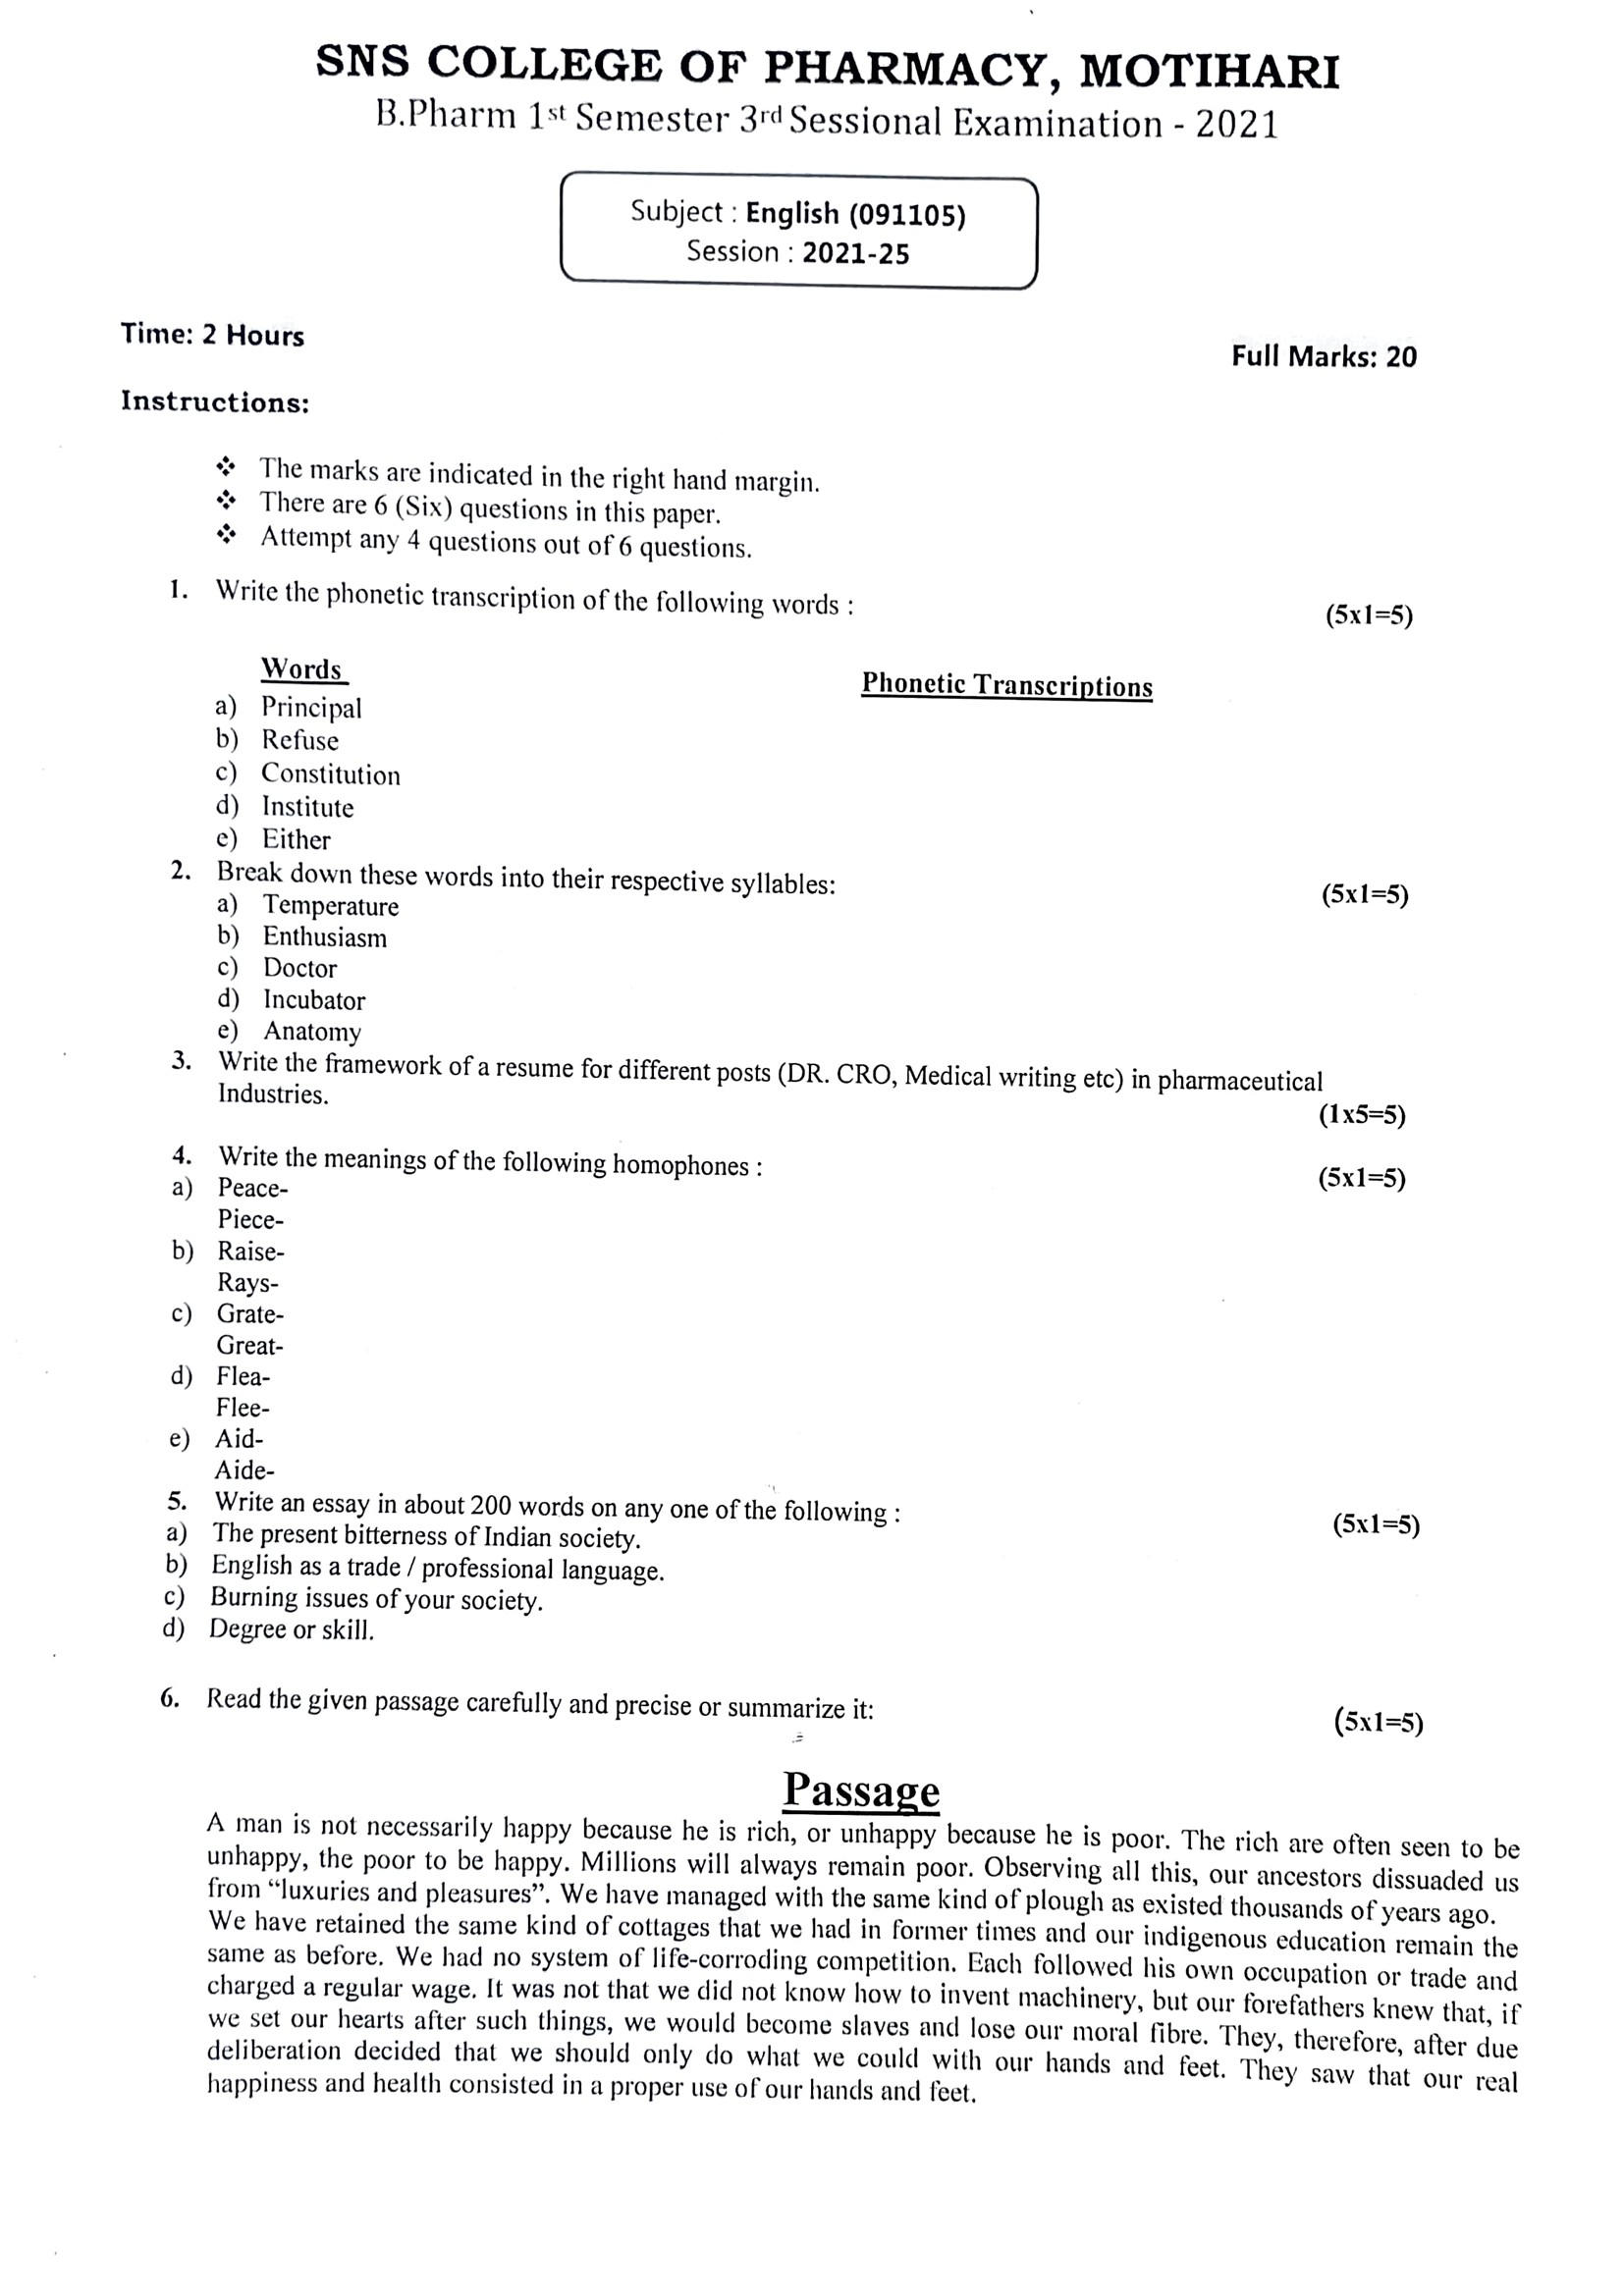 SNS COLLEGE OF PHARMACY, MOTIHARI
B.Pharm 1st Semester 3rd Sessional Examination - 2021
Subject : English (091105)
Session : 2021-25
Time: 2 Hours
Full Marks: 20
Instructions:
❖ The marks are indicated in the right hand margin.
❖ There are 6 (Six) questions in this paper.
❖ Attempt any 4 questions out of 6 questions.
1. Write the phonetic transcription of the following words : (5x1=5)
Words Phonetic Transcriptions
a) Principal
b) Refuse
c) Constitution
d) Institute
e) Either
2. Break down these words into their respective syllables: (5x1=5)
a) Temperature
b) Enthusiasm
c) Doctor
d) Incubator
e) Anatomy
3. Write the framework of a resume for different posts (DR. CRO, Medical writing etc) in pharmaceutical
Industries. (1x5=5)
4. Write the meanings of the following homophones : (5x1=5)
a) Peace-
Piece-
b) Raise-
Rays-
c) Grate-
Great-
d) Flea-
Flee-
e) Aid-
Aide-
5. Write an essay in about 200 words on any one of the following : (5x1=5)
a) The present bitterness of Indian society.
b) English as a trade / professional language.
c) Burning issues of your society.
d) Degree or skill.
6. Read the given passage carefully and precise or summarize it: (5x1=5)
Passage
A man is not necessarily happy because he is rich, or unhappy because he is poor. The rich are often seen to be
unhappy, the poor to be happy. Millions will always remain poor. Observing all this, our ancestors dissuaded us
from “luxuries and pleasures”. We have managed with the same kind of plough as existed thousands of years ago.
We have retained the same kind of cottages that we had in former times and our indigenous education remain the
same as before. We had no system of life-corroding competition. Each followed his own occupation or trade and
charged a regular wage. It was not that we did not know how to invent machinery, but our forefathers knew that, if
we set our hearts after such things, we would become slaves and lose our moral fibre. They, therefore, after due
deliberation decided that we should only do what we could with our hands and feet. They saw that our real
happiness and health consisted in a proper use of our hands and feet.